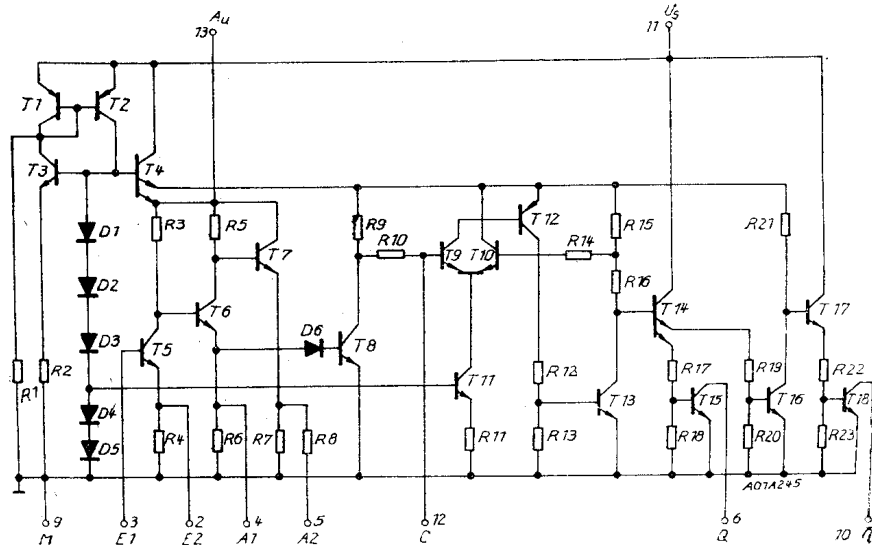 Au
13
Us
11
T1
T2
T3
T4
R3
R5
R9
R10
T7
T9
T10
T12
R14
R15
R16
R21
D1
D2
D3
D4
D5
T5
T6
D6
T8
T11
T14
T17
R1
R2
R4
R6
R7
R8
R11
R12
R13
T13
R17
R18
T15
R19
R20
T16
R22
R23
T18
9
M
3
E1
2
E2
4
A1
5
A2
12
C
6
Q
10